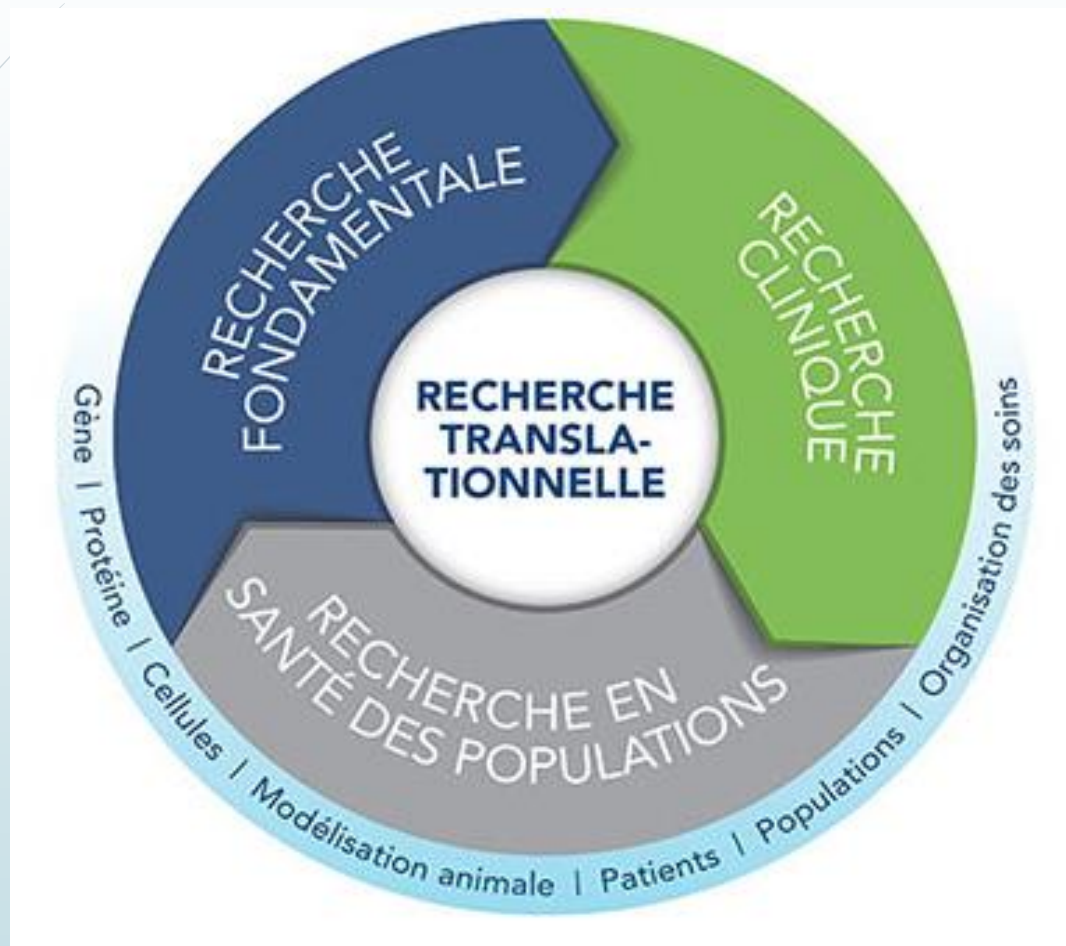 RECHERCHE
FONDAMENTALE
RECHERCHE
CLINIQUE
RECHERCHE
TRANSLA-
TIONNELLE
RECHERCHE EN
SANTÉ DES POPULATIONS
Gène | Protéine | Cellules | Modélisation animale | Patients | Populations | Organisation des soins